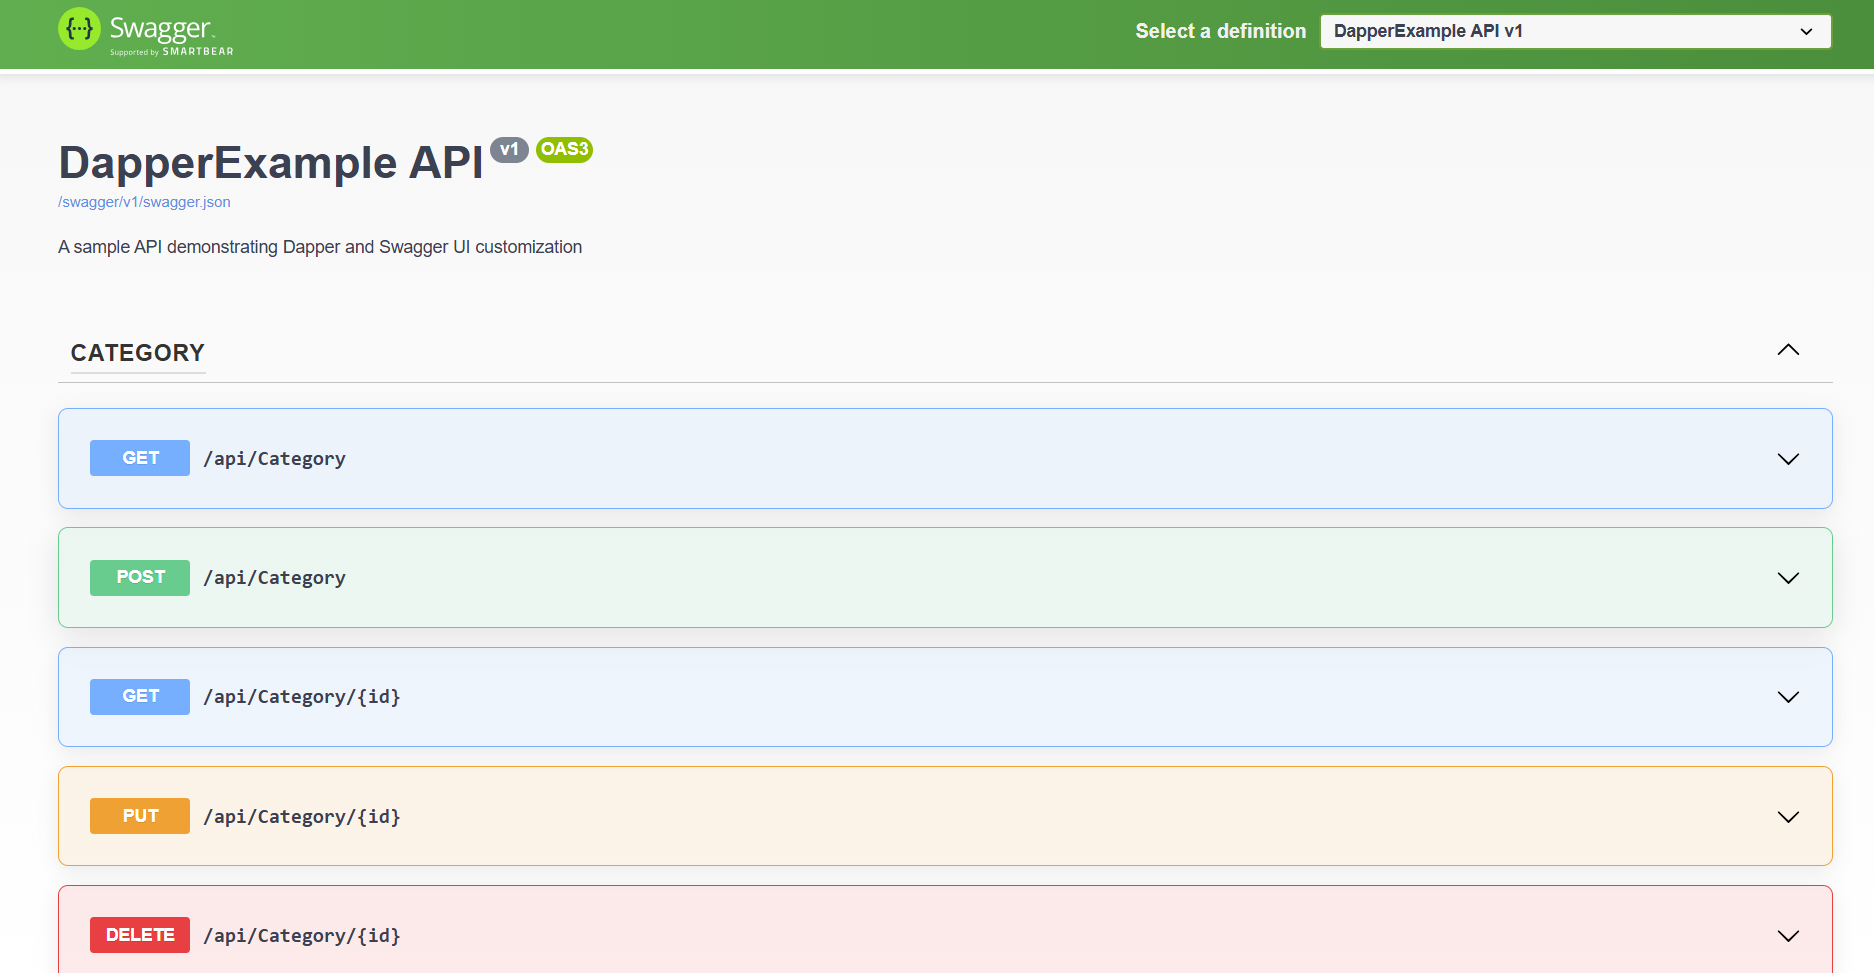 {···} Swagger™
Supported by SMARTBEAR
Select a definition
DapperExample API v1
DapperExample API v1 OAS3
/swagger/v1/swagger.json
A sample API demonstrating Dapper and Swagger UI customization
CATEGORY
GET /api/Category
POST /api/Category
GET /api/Category/{id}
PUT /api/Category/{id}
DELETE /api/Category/{id}